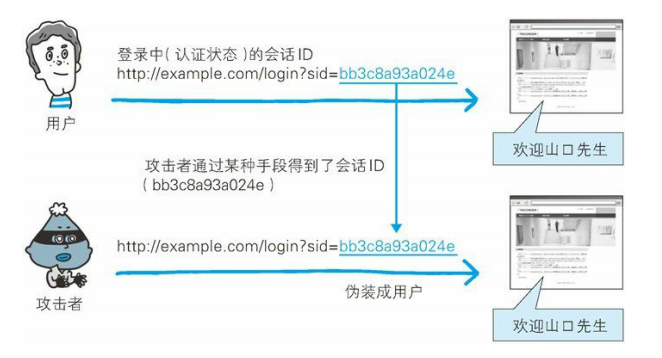 登录中（认证状态）的会话ID
http://example.com/login?sid=bb3c8a93a024e
用户
欢迎山口先生
攻击者通过某种手段得到了会话ID
（bb3c8a93a024e）
http://example.com/login?sid=bb3c8a93a024e
伪装成用户
攻击者
欢迎山口先生